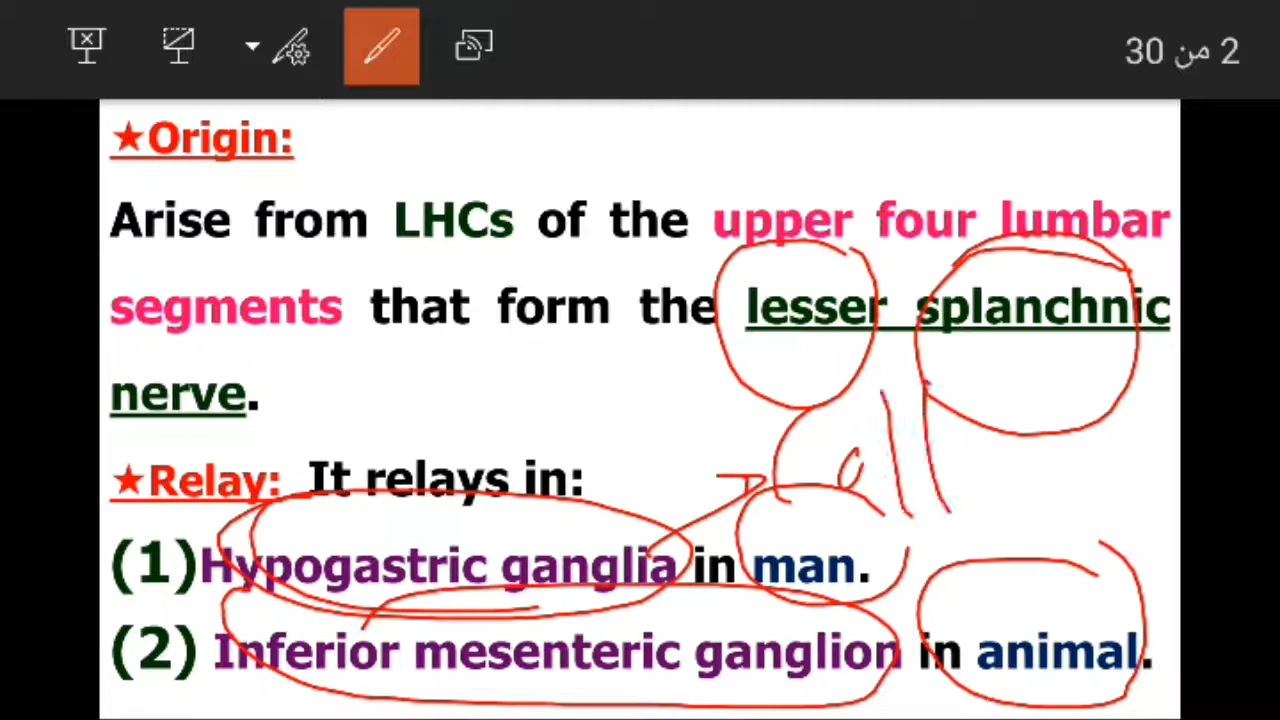 2 من 30
★Origin:
Arise from LHCs of the upper four lumbar
segments that form the lesser splanchnic
nerve.
★Relay: It relays in:
all
(1)Hypogastric ganglia in man.
(2) Inferior mesenteric ganglion in animal.